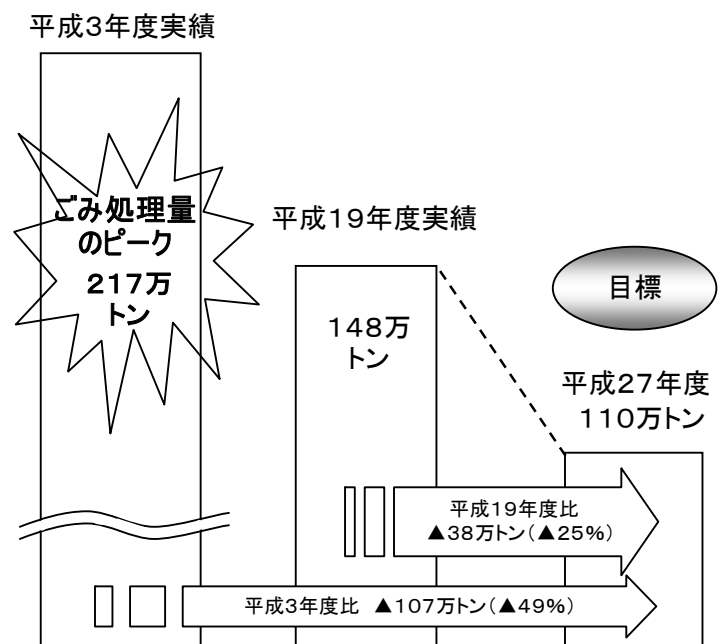 平成3年度実績
ごみ処理量
のピーク
217万
トン
平成19年度実績
148万
トン
目標
平成27年度
110万トン
平成19年度比
▲38万トン(▲25%)
平成3年度比 ▲107万トン(▲49%)